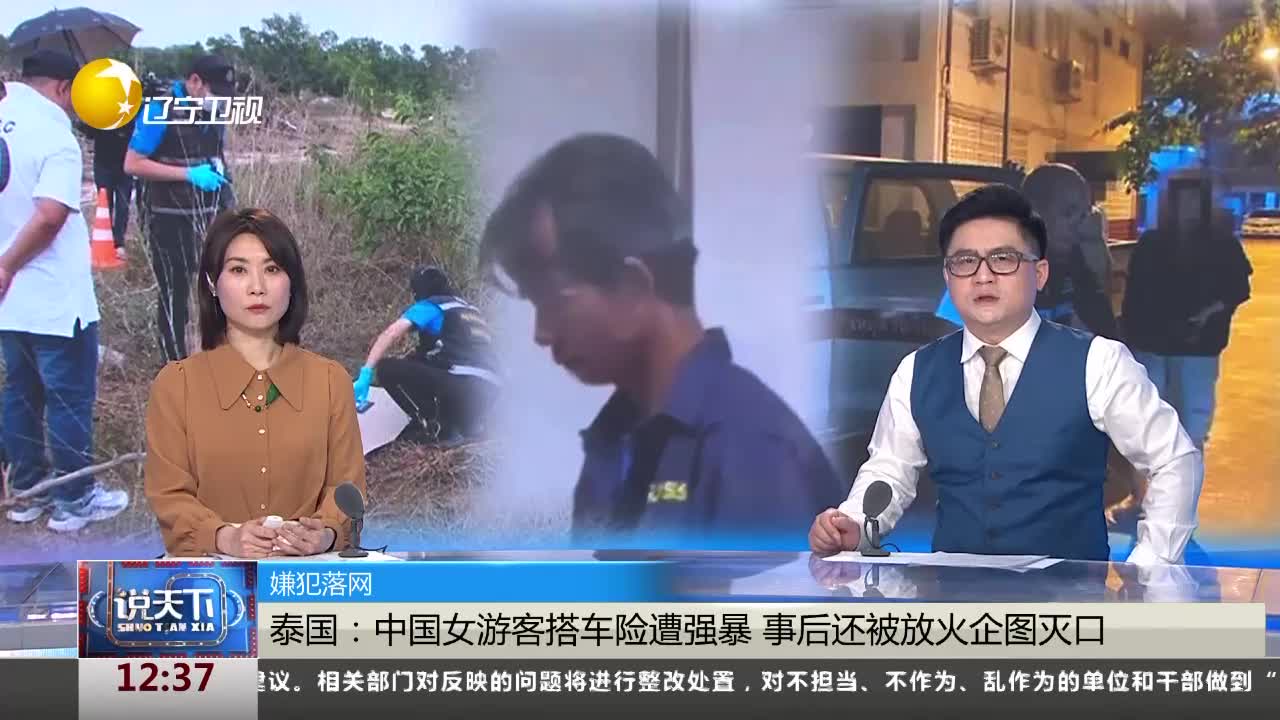 辽宁卫视
嫌犯落网
说天下
SHUO TIAN XIA
泰国：中国女游客搭车险遭强暴 事后还被放火企图灭口
12:37
建议。相关部门对反映的问题将进行整改处置，对不担当、不作为、乱作为的单位和干部做到“